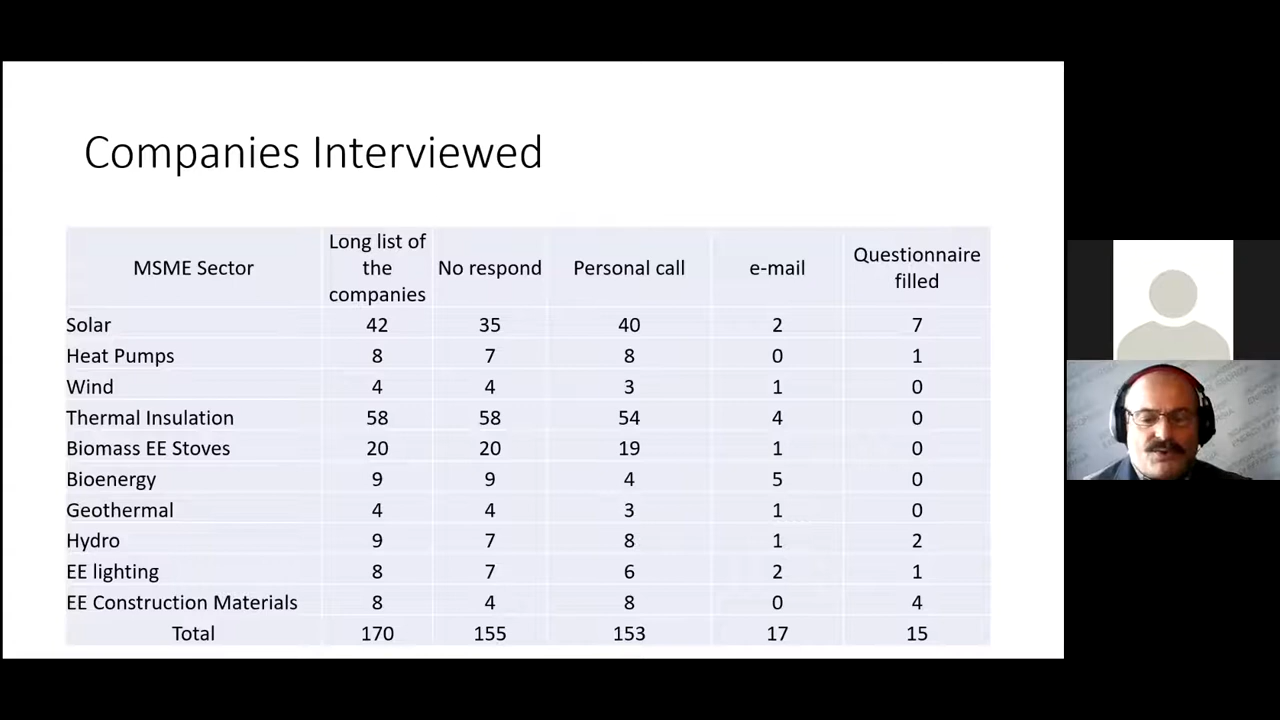 Companies Interviewed
MSME Sector
Long list of
the
companies
No respond
Personal call
e-mail
Questionnaire
filled
Solar 42 35 40 2 7
Heat Pumps 8 7 8 0 1
Wind 4 4 3 1 0
Thermal Insulation 58 58 54 4 0
Biomass EE Stoves 20 20 19 1 0
Bioenergy 9 9 4 5 0
Geothermal 4 4 3 1 0
Hydro 9 7 8 1 2
EE lighting 8 7 6 2 1
EE Construction Materials 8 4 8 0 4
Total 170 155 153 17 15